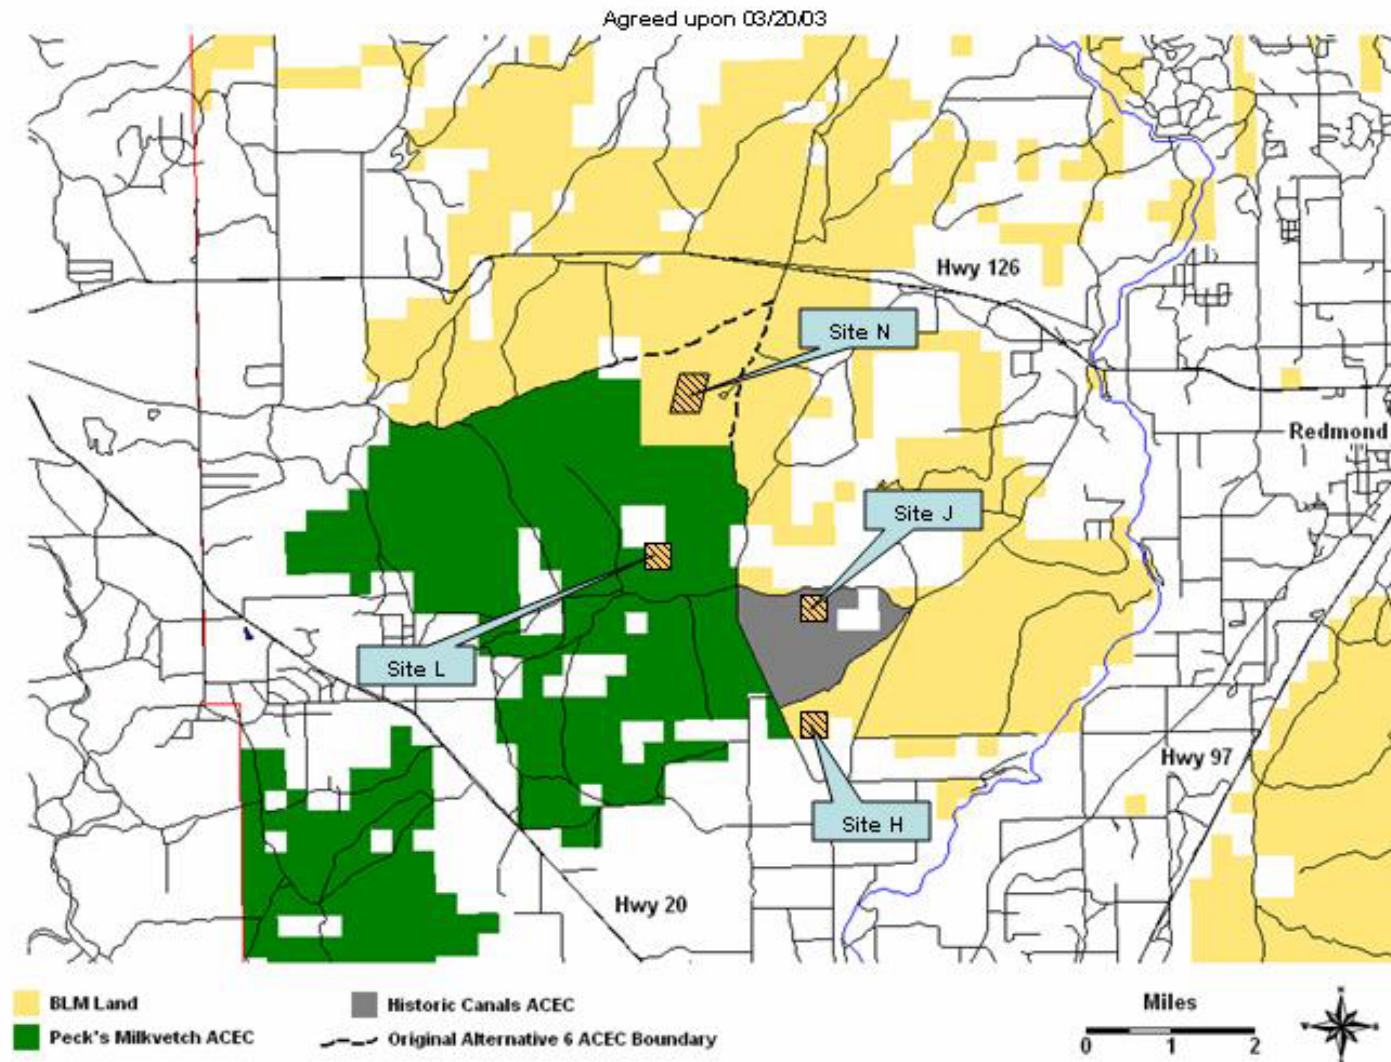 Agreed upon 03/20/03
Hwy 126
Site N
Redmond
Site J
Site L
Hwy 97
Site H
Hwy 20
BLM Land
Historic Canals ACEC
Peck's Milkvetch ACEC
Original Alternative 6 ACEC Boundary
Miles
0 1 2